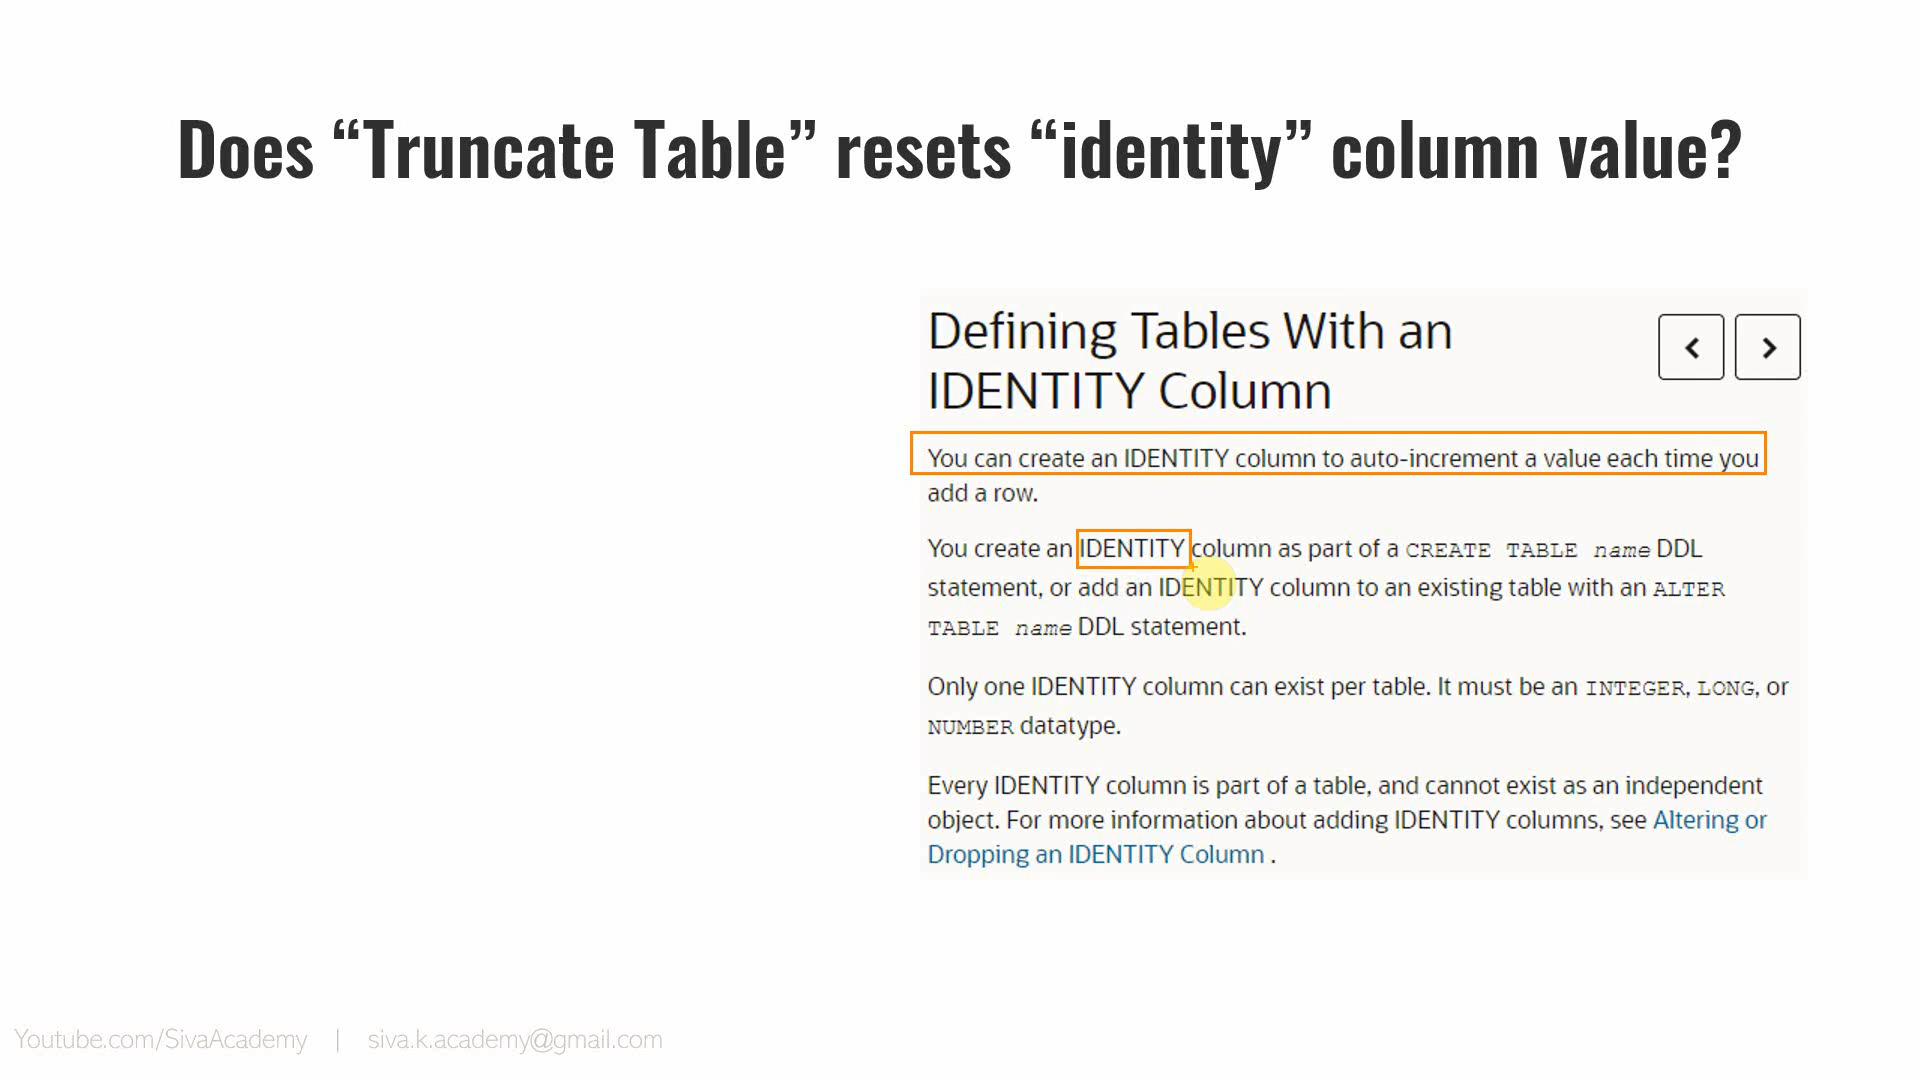 Does “Truncate Table” resets “identity” column value?
Defining Tables With an
IDENTITY Column
You can create an IDENTITY column to auto-increment a value each time you
add a row.
You create an IDENTITY column as part of a CREATE TABLE name DDL
statement, or add an IDENTITY column to an existing table with an ALTER
TABLE name DDL statement.
Only one IDENTITY column can exist per table. It must be an INTEGER, LONG, or
NUMBER datatype.
Every IDENTITY column is part of a table, and cannot exist as an independent
object. For more information about adding IDENTITY columns, see Altering or
Dropping an IDENTITY Column .
Youtube.com/SivaAcademy | siva.k.academy@gmail.com